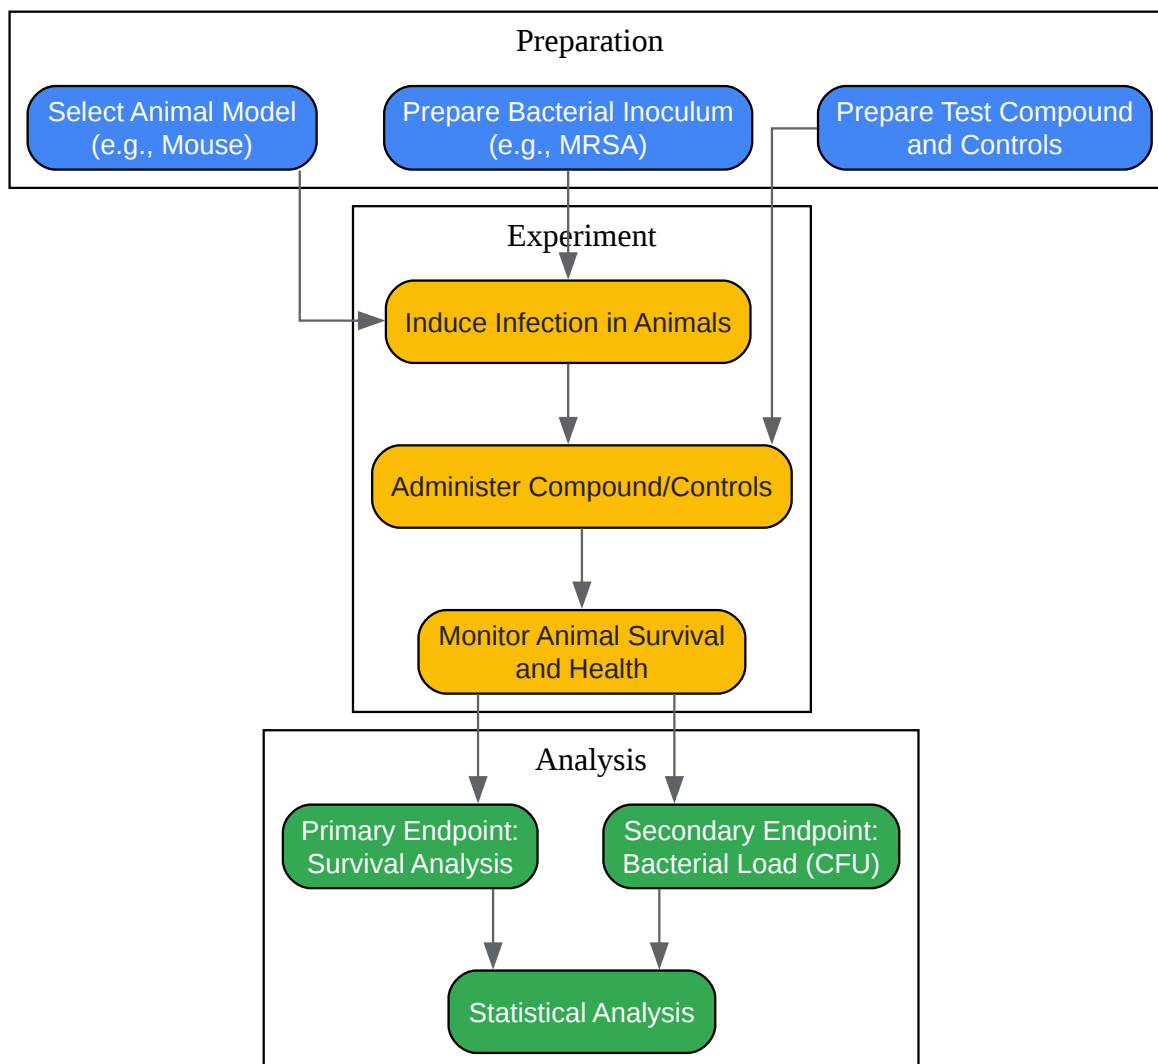 Preparation
Select Animal Model
(e.g., Mouse)
Prepare Bacterial Inoculum
(e.g., MRSA)
Prepare Test Compound
and Controls
Experiment
Induce Infection in Animals
Administer Compound/Controls
Monitor Animal Survival
and Health
Analysis
Primary Endpoint:
Survival Analysis
Secondary Endpoint:
Bacterial Load (CFU)
Statistical Analysis